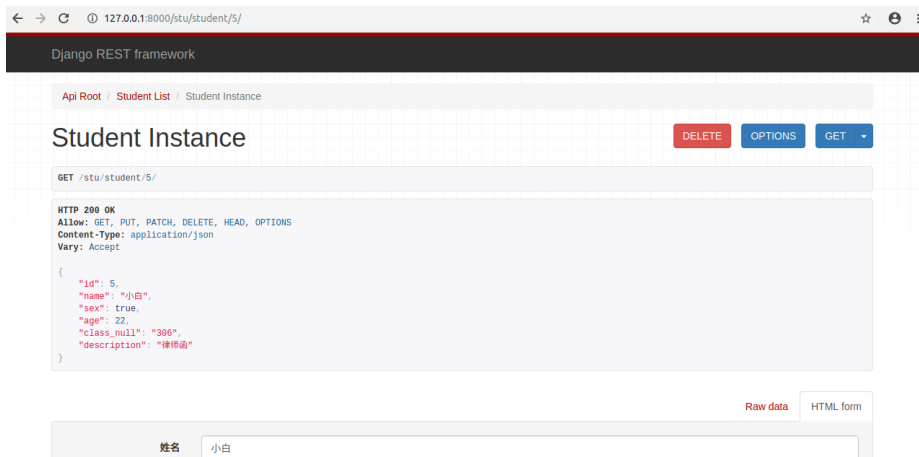 127.0.0.1:8000/stu/student/5/
Django REST framework
Api Root / Student List / Student Instance
Student Instance
DELETE
OPTIONS
GET
GET /stu/student/5/
HTTP 200 OK
Allow: GET, PUT, PATCH, DELETE, HEAD, OPTIONS
Content-Type: application/json
Vary: Accept
{
"id": 5,
"name": "小白",
"sex": true,
"age": 22,
"class_null": "306",
"description": "律师函"
}
Raw data
HTML form
姓名
小白